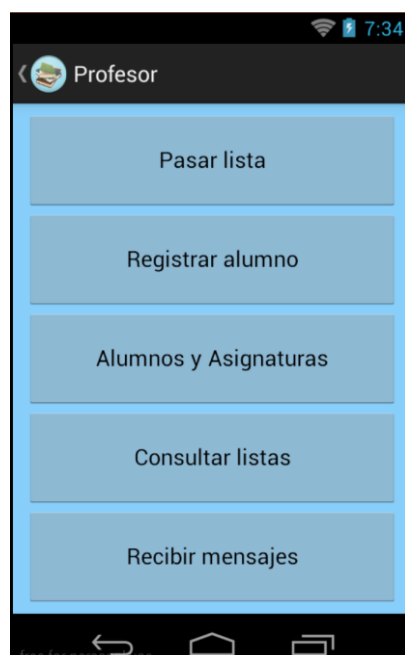 7:34
Profesor
Pasar lista
Registrar alumno
Alumnos y Asignaturas
Consultar listas
Recibir mensajes